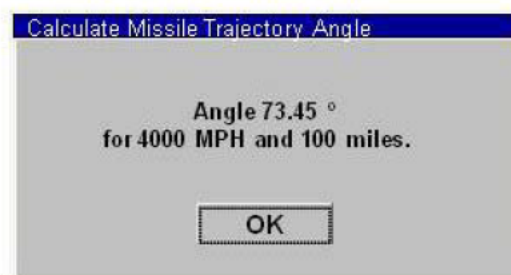 Calculate Missile Trajectory Angle
Angle 73.45 °
for 4000 MPH and 100 miles.
OK